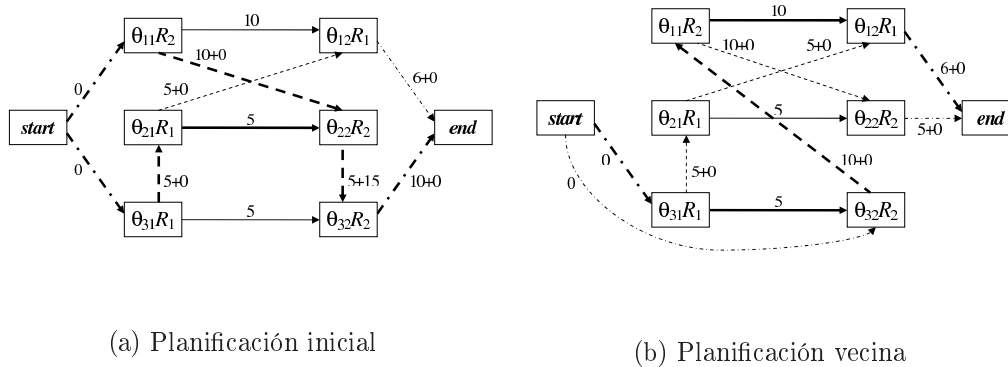 θ11R2
10
θ12R1
0
10+0
5+0
6+0
start
θ21R1
5
θ22R2
end
0
5+0
5+15
10+0
θ31R1
5
θ32R2
(a) Planificación inicial
θ11R2
10
θ12R1
10+0
5+0
6+0
start
θ21R1
5
θ22R2
5+0
end
0
0
5+0
10+0
θ31R1
5
θ32R2
(b) Planificación vecina